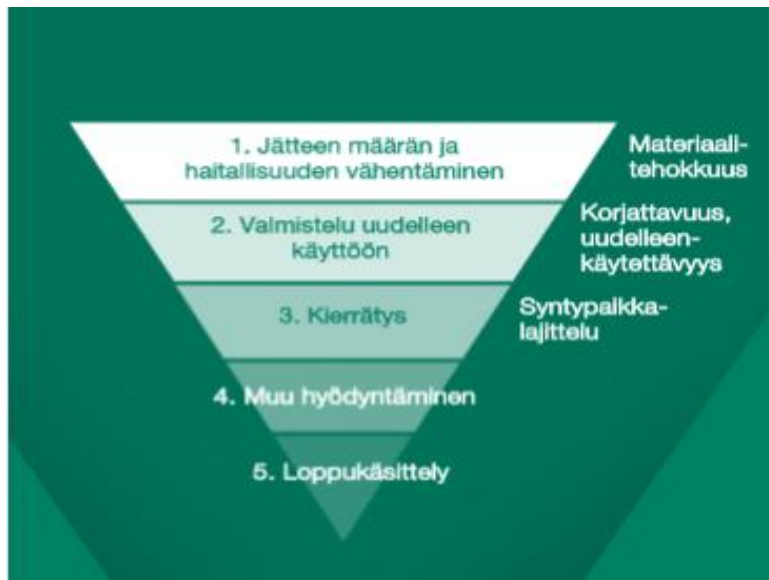 1. Jätteen määrän ja
haitallisuuden vähentäminen
Materiaali-
tehokkuus
2. Valmistelu uudelleen
käyttöön
Korjattavuus,
uudelleen-
käytettävyys
3. Kierrätys
Syntypaikka-
lajittelu
4. Muu hyödyntäminen
5. Loppukäsittely